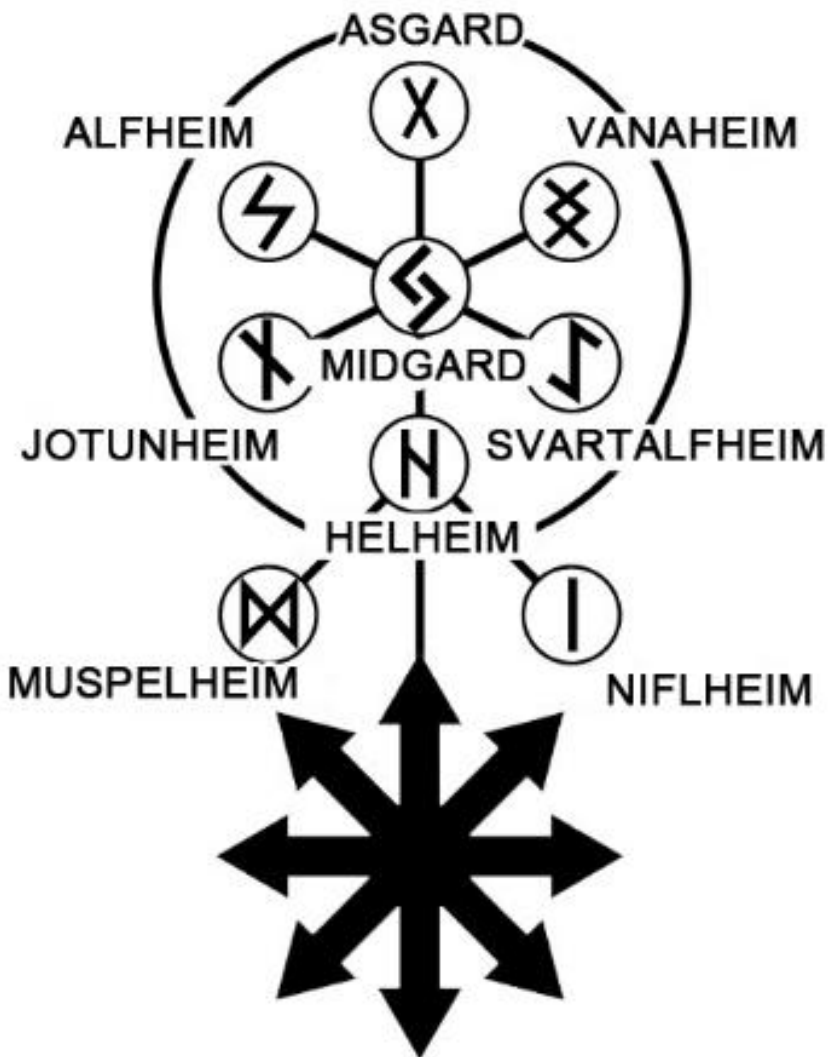 ASGARD
ᚷ
ALFHEIM VANAHEIM
ᛋ ᛝ
ᛃ
ᚾ MIDGARD ᛇ
JOTUNHEIM ᚺ SVARTALFHEIM
HELHEIM
ᛞ ᛁ
MUSPELHEIM NIFLHEIM